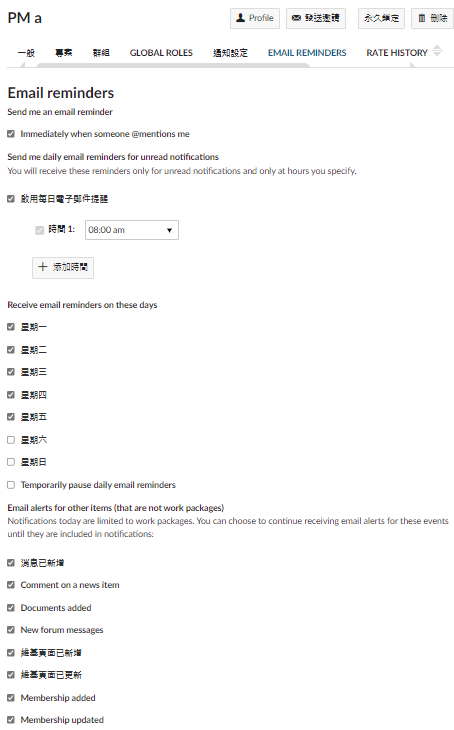 PM a
Profile
發送邀請
永久鎖定
刪除
一般 專案 群組 GLOBAL ROLES 通知設定 EMAIL REMINDERS RATE HISTORY
Email reminders
Send me an email reminder
Immediately when someone @mentions me
Send me daily email reminders for unread notifications
You will receive these reminders only for unread notifications and only at hours you specify.
啟用每日電子郵件提醒
時間 1: 08:00 am
添加時間
Receive email reminders on these days
星期一
星期二
星期三
星期四
星期五
星期六
星期日
Temporarily pause daily email reminders
Email alerts for other items (that are not work packages)
Notifications today are limited to work packages. You can choose to continue receiving email alerts for these events
until they are included in notifications:
消息已新增
Comment on a news item
Documents added
New forum messages
維基頁面已新增
維基頁面已更新
Membership added
Membership updated